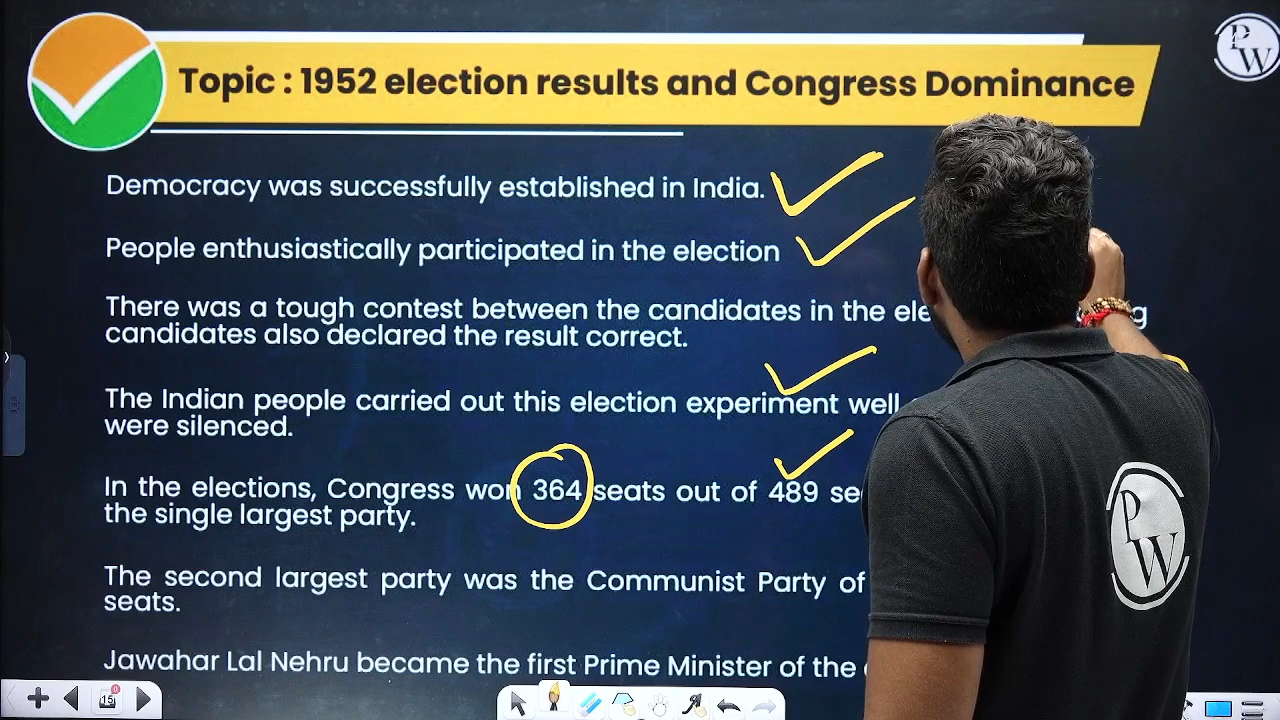 PW
Topic : 1952 election results and Congress Dominance
Democracy was successfully established in India.
People enthusiastically participated in the election
There was a tough contest between the candidates in the
candidates also declared the result correct.
The Indian people carried out this election experiment well
were silenced.
In the elections, Congress won 364 seats out of 489
the single largest party.
The second largest party was the Communist Party of
seats.
Jawahar Lal Nehru became the first Prime Minister of the
PW
15